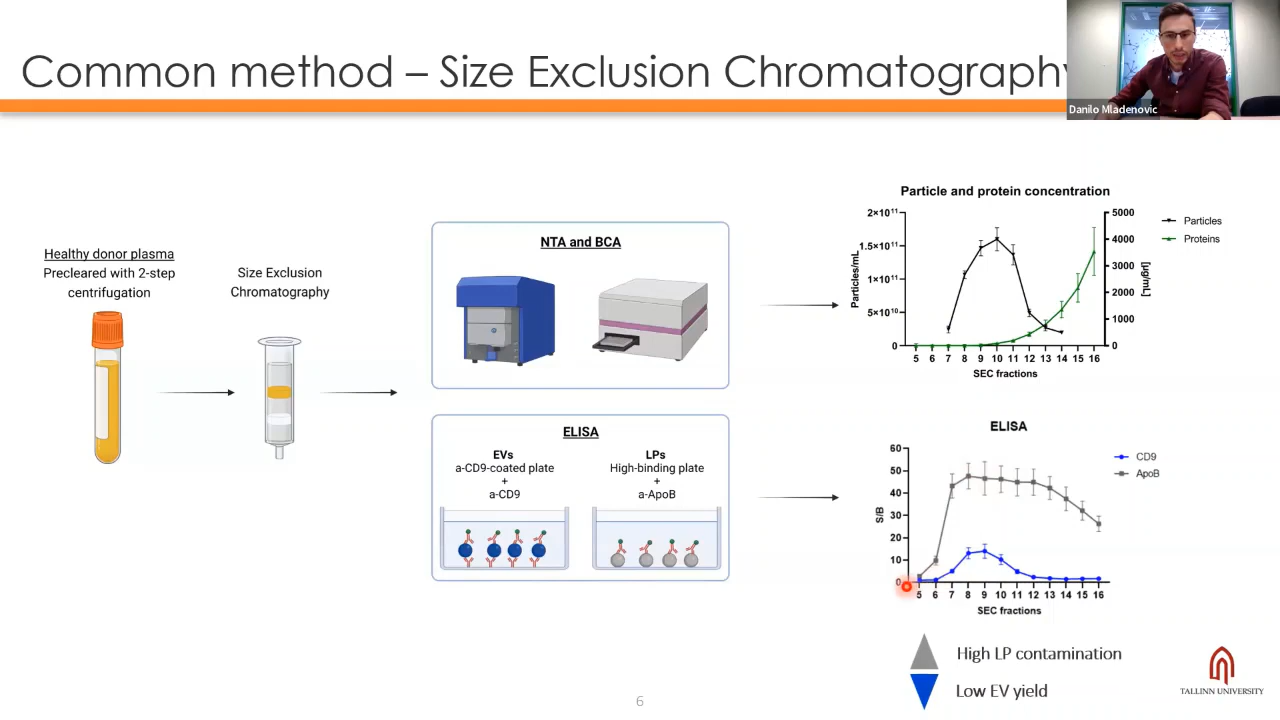 Common method – Size Exclusion Chromatography
Danilo Mladenovic
Healthy donor plasma
Precleared with 2-step
centrifugation
Size Exclusion
Chromatography
NTA and BCA
ELISA
EVs
a-CD9-coated plate
+
a-CD9
LPs
High-binding plate
+
a-ApoB
Particle and protein concentration
2×10¹¹
1.5×10¹¹
1×10¹¹
5×10¹⁰
0
Particles/mL
5000
4000
3000
2000
1000
0
[µg/mL]
5 6 7 8 9 10 11 12 13 14 15 16
SEC fractions
Particles
Proteins
ELISA
60
50
40
30
20
10
0
S/B
5 6 7 8 9 10 11 12 13 14 15 16
SEC fractions
CD9
ApoB
High LP contamination
Low EV yield
TALLINN UNIVERSITY
6